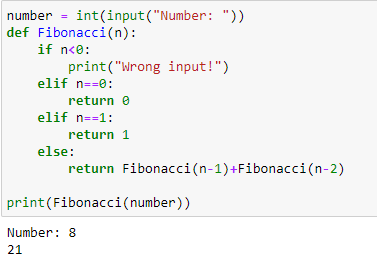 number = int(input("Number: "))
def Fibonacci(n):
    if n<0:
        print("Wrong input!")
    elif n==0:
        return 0
    elif n==1:
        return 1
    else:
        return Fibonacci(n-1)+Fibonacci(n-2)

print(Fibonacci(number))
Number: 8
21